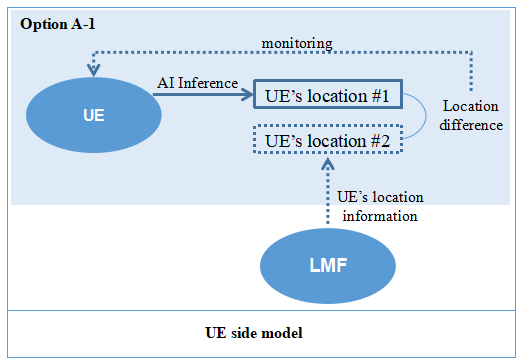 Option A-1
monitoring
AI Inference
UE
UE's location #1
Location
difference
UE's location #2
UE's location
information
LMF
UE side model